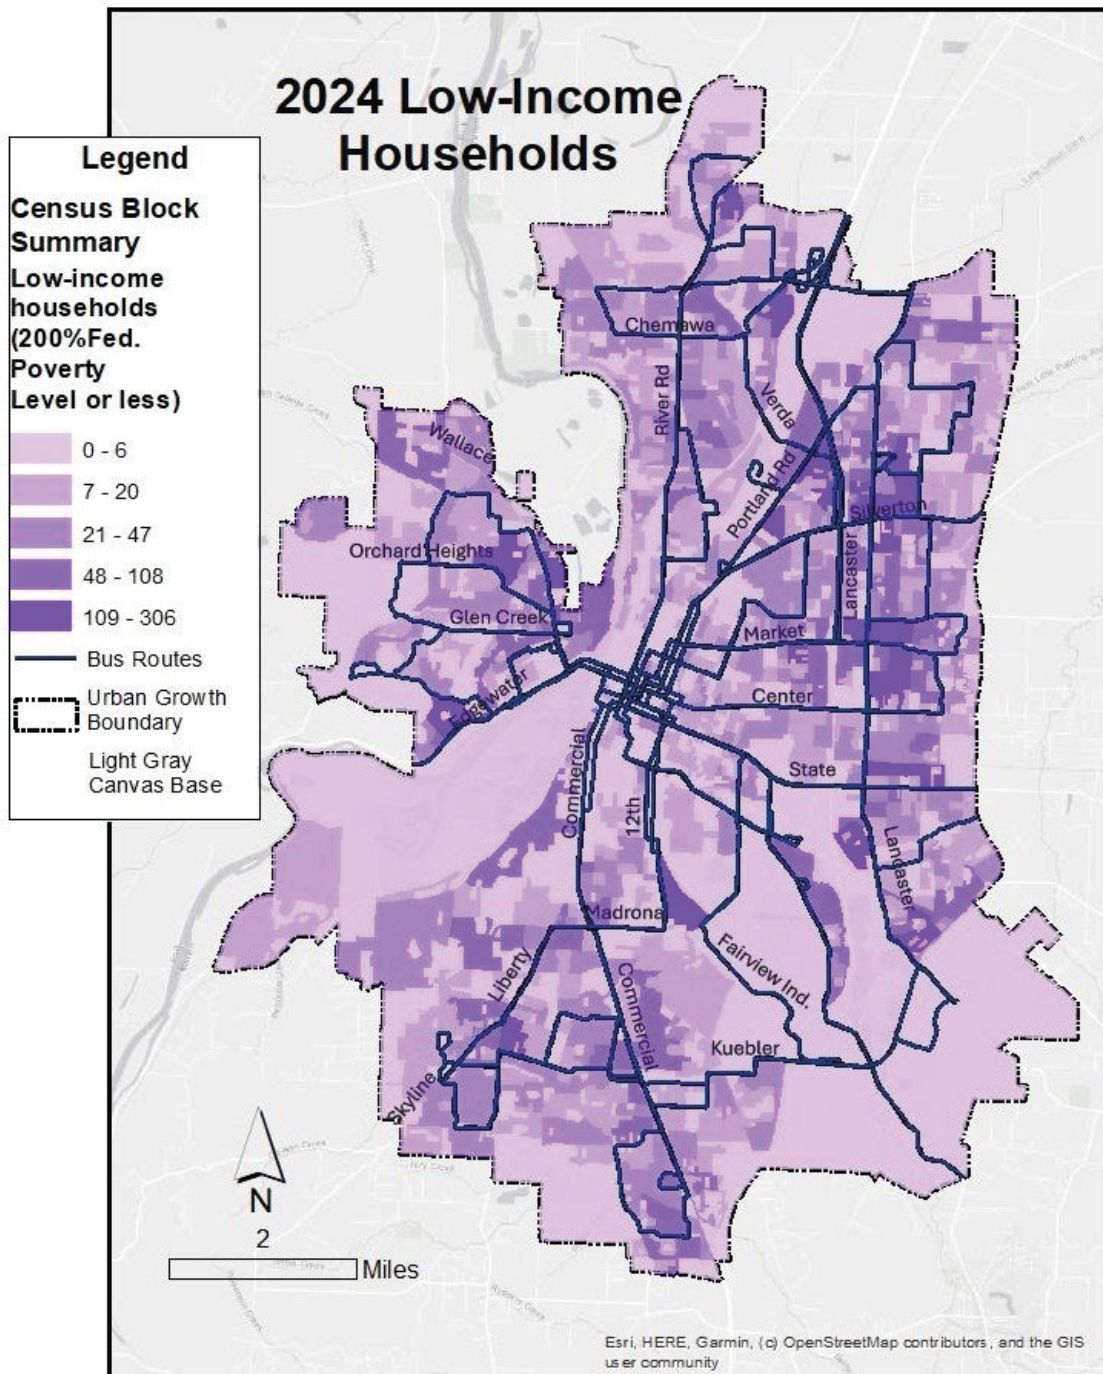 2024 Low-Income
Households
Legend
Census Block
Summary
Low-income
households
(200%Fed.
Poverty
Level or less)
0 - 6
7 - 20
21 - 47
48 - 108
109 - 306
Bus Routes
Urban Growth
Boundary
Light Gray
Canvas Base
Chemawa
River Rd
Verda
Wallace
Portland Rd
Silverton
Orchard Heights
Lancaster
Glen Creek
Market
Edgewater
Center
Commercial
State
12th
Lancaster
Madrona
Liberty
Fairview Ind.
Commercial
Kuebler
Skyline
N
2
Miles
Esri, HERE, Garmin, (c) OpenStreetMap contributors, and the GIS
user community